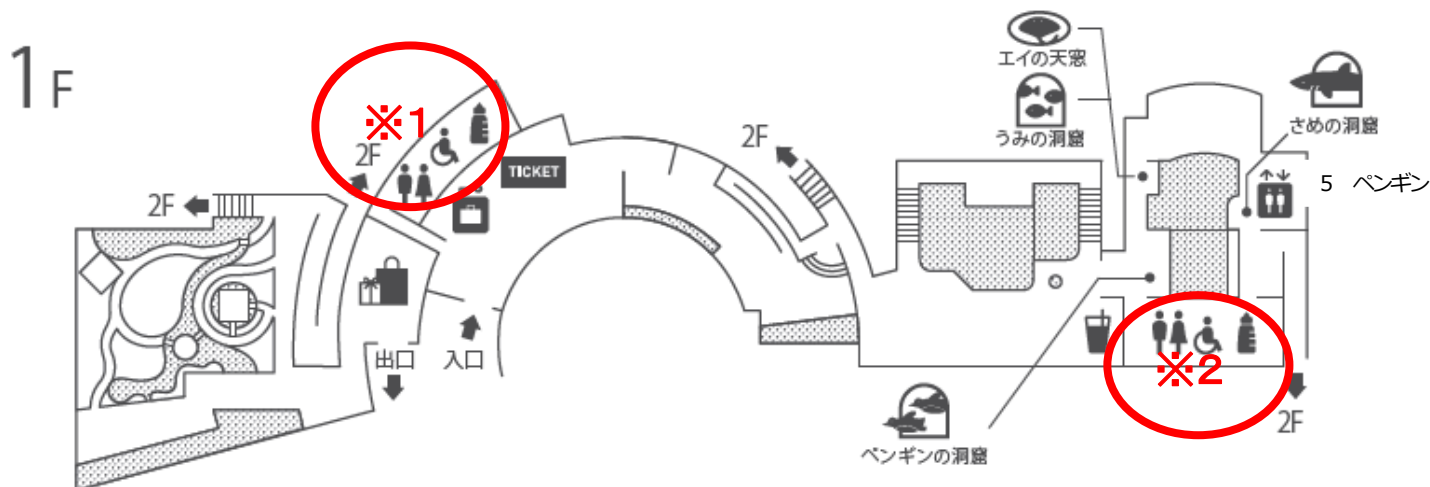 1F
※1
2F
TICKET
2F
2F
エイの天窓
うみの洞窟
さめの洞窟
5 ペンギン
出口
入口
※2
2F
ペンギンの洞窟